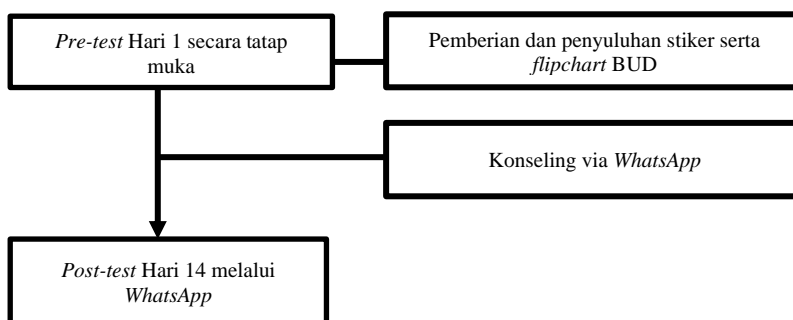 Pre-test Hari 1 secara tatap
muka
Pemberian dan penyuluhan stiker serta
flipchart BUD
Konseling via WhatsApp
Post-test Hari 14 melalui
WhatsApp